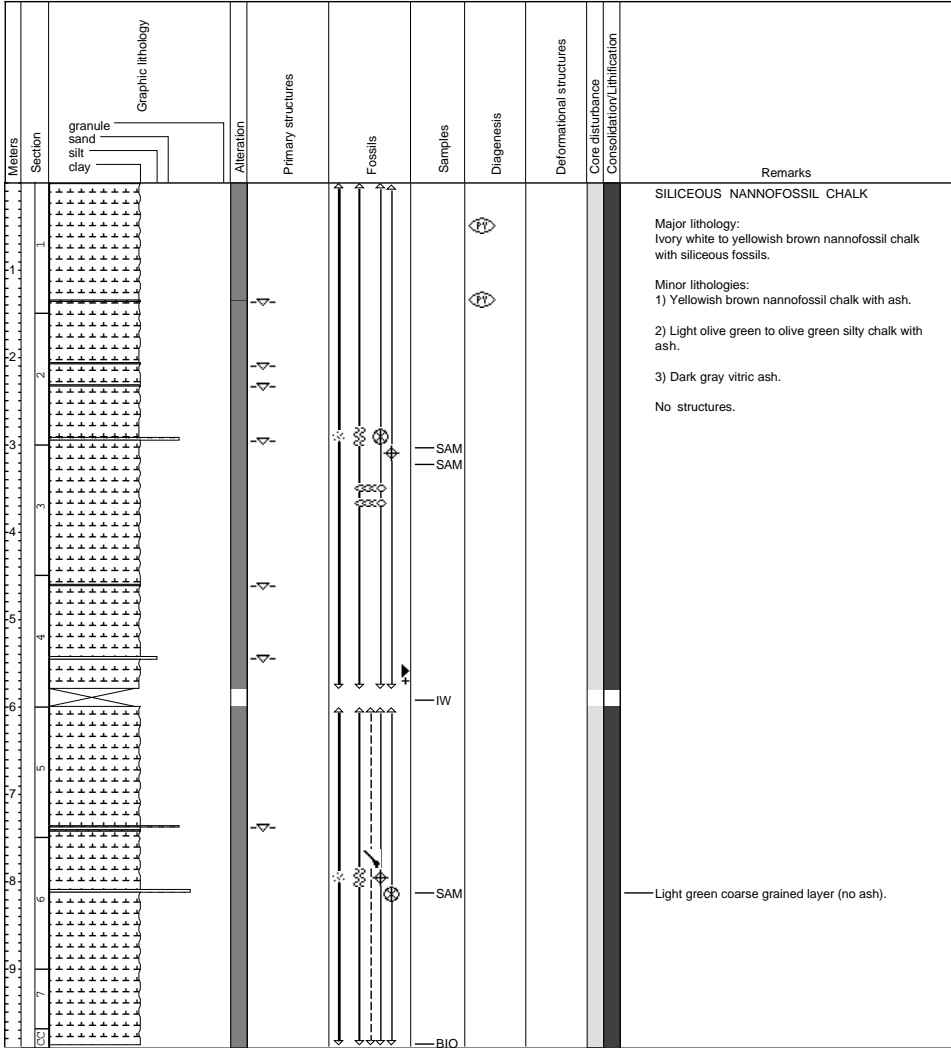 Meters
Section
Graphic lithology
granule
sand
silt
clay
Alteration
Primary structures
Fossils
Samples
Diagenesis
Deformational structures
Core disturbance
Consolidation/Lithification
Remarks
1
2
3
4
5
6
7
8
9
1
2
3
4
5
6
7
CC
PY
PY
SAM
SAM
IW
SAM
BIO
SILICEOUS NANNOFOSSIL CHALK
Major lithology:
Ivory white to yellowish brown nannofossil chalk
with siliceous fossils.
Minor lithologies:
1) Yellowish brown nannofossil chalk with ash.
2) Light olive green to olive green silty chalk with
ash.
3) Dark gray vitric ash.
No structures.
Light green coarse grained layer (no ash).